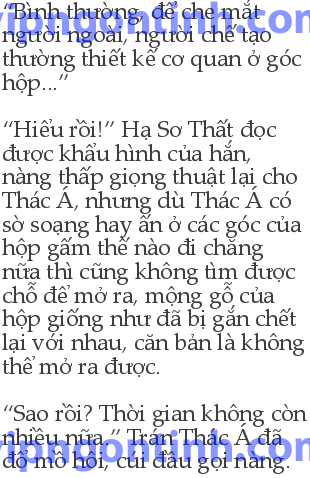 “Bình thường, để che mắt
người ngoài, người chế tạo
thường thiết kế cơ quan ở góc
hộp...”
“Hiểu rồi!” Hạ Sơ Thất đọc
được khẩu hình của hắn,
nàng thấp giọng thuật lại cho
Thác Á, nhưng dù Thác Á có
sờ soạng hay ấn ở các góc của
hộp gấm thế nào đi chăng
nữa thì cũng không tìm được
chỗ để mở ra, mộng gỗ của
hộp giống như đã bị gắn chết
lại với nhau, căn bản là không
thể mở ra được.
“Sao rồi? Thời gian không còn
nhiều nữa.” Trán Thác Á đã
đổ mồ hôi, cúi đầu gọi nàng.
vipngontinh.com
vipngontinh.com